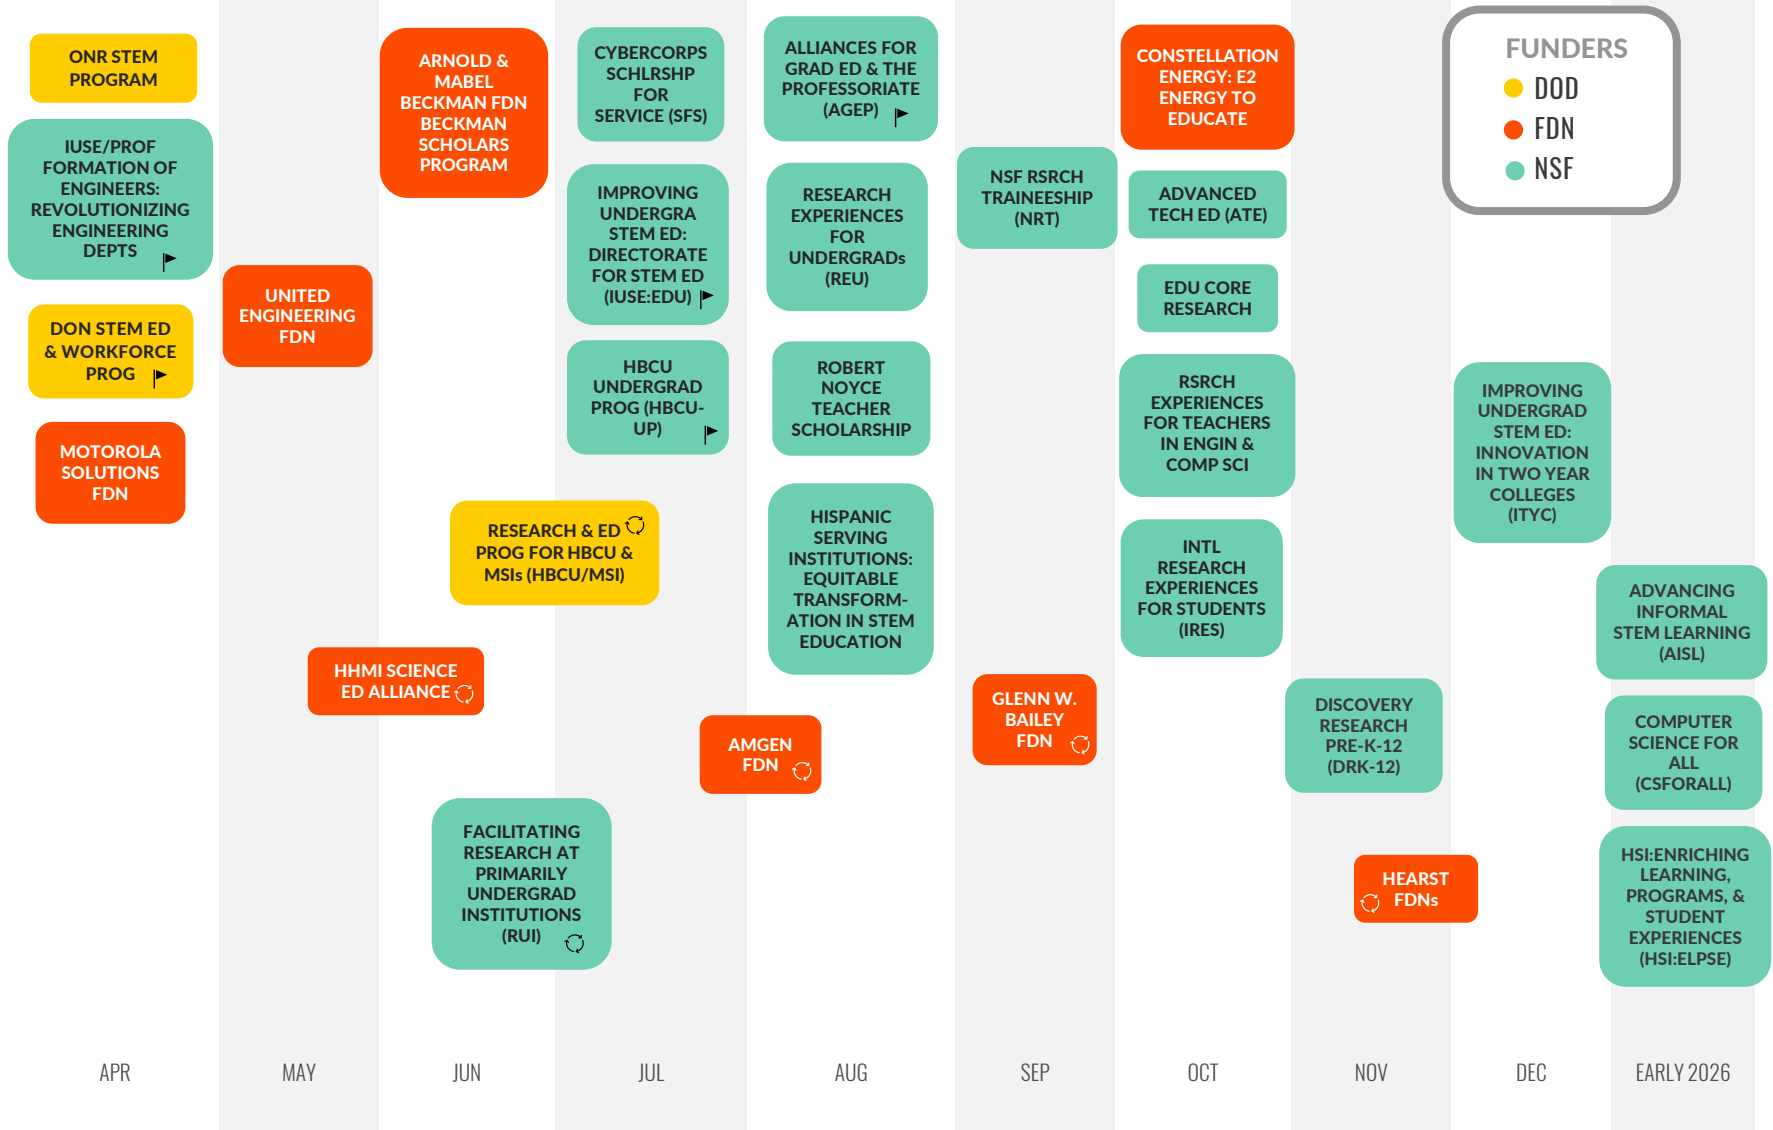 ONR STEM
PROGRAM
IUSE/PROF
FORMATION OF
ENGINEERS:
REVOLUTIONIZING
ENGINEERING
DEPTS
DON STEM ED
& WORKFORCE
PROG
MOTOROLA
SOLUTIONS
FDN
UNITED
ENGINEERING
FDN
ARNOLD &
MABEL
BECKMAN FDN
BECKMAN
SCHOLARS
PROGRAM
CYBERCORPS
SCHLRSHP
FOR
SERVICE (SFS)
IMPROVING
UNDERGRA
STEM ED:
DIRECTORATE
FOR STEM ED
(IUSE:EDU)
HBCU
UNDERGRAD
PROG (HBCU-
UP)
RESEARCH & ED
PROG FOR HBCU &
MSIs (HBCU/MSI)
HHMI SCIENCE
ED ALLIANCE
FACILITATING
RESEARCH AT
PRIMARILY
UNDERGRAD
INSTITUTIONS
(RUI)
ALLIANCES FOR
GRAD ED & THE
PROFESSORIATE
(AGEP)
RESEARCH
EXPERIENCES
FOR
UNDERGRADs
(REU)
ROBERT
NOYCE
TEACHER
SCHOLARSHIP
HISPANIC
SERVING
INSTITUTIONS:
EQUITABLE
TRANSFORM-
ATION IN STEM
EDUCATION
AMGEN
FDN
NSF RSRCH
TRAINEESHIP
(NRT)
GLENN W.
BAILEY
FDN
CONSTELLATION
ENERGY: E2
ENERGY TO
EDUCATE
ADVANCED
TECH ED (ATE)
EDU CORE
RESEARCH
RSRCH
EXPERIENCES
FOR TEACHERS
IN ENGIN &
COMP SCI
INTL
RESEARCH
EXPERIENCES
FOR STUDENTS
(IRES)
DISCOVERY
RESEARCH
PRE-K-12
(DRK-12)
HEARST
FDNs
FUNDERS
DOD
FDN
NSF
IMPROVING
UNDERGRAD
STEM ED:
INNOVATION
IN TWO YEAR
COLLEGES
(ITYC)
ADVANCING
INFORMAL
STEM LEARNING
(AISL)
COMPUTER
SCIENCE FOR
ALL
(CSFORALL)
HSI:ENRICHING
LEARNING,
PROGRAMS, &
STUDENT
EXPERIENCES
(HSI:ELPSE)
APR
MAY
JUN
JUL
AUG
SEP
OCT
NOV
DEC
EARLY 2026